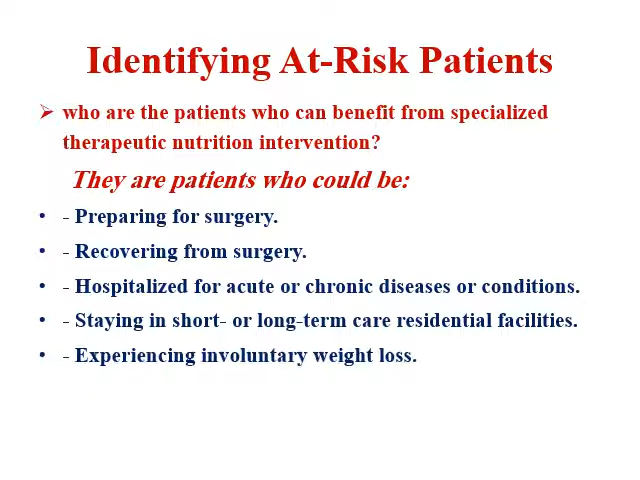 Identifying At-Risk Patients
➢ who are the patients who can benefit from specialized
therapeutic nutrition intervention?
They are patients who could be:
• - Preparing for surgery.
• - Recovering from surgery.
• - Hospitalized for acute or chronic diseases or conditions.
• - Staying in short- or long-term care residential facilities.
• - Experiencing involuntary weight loss.